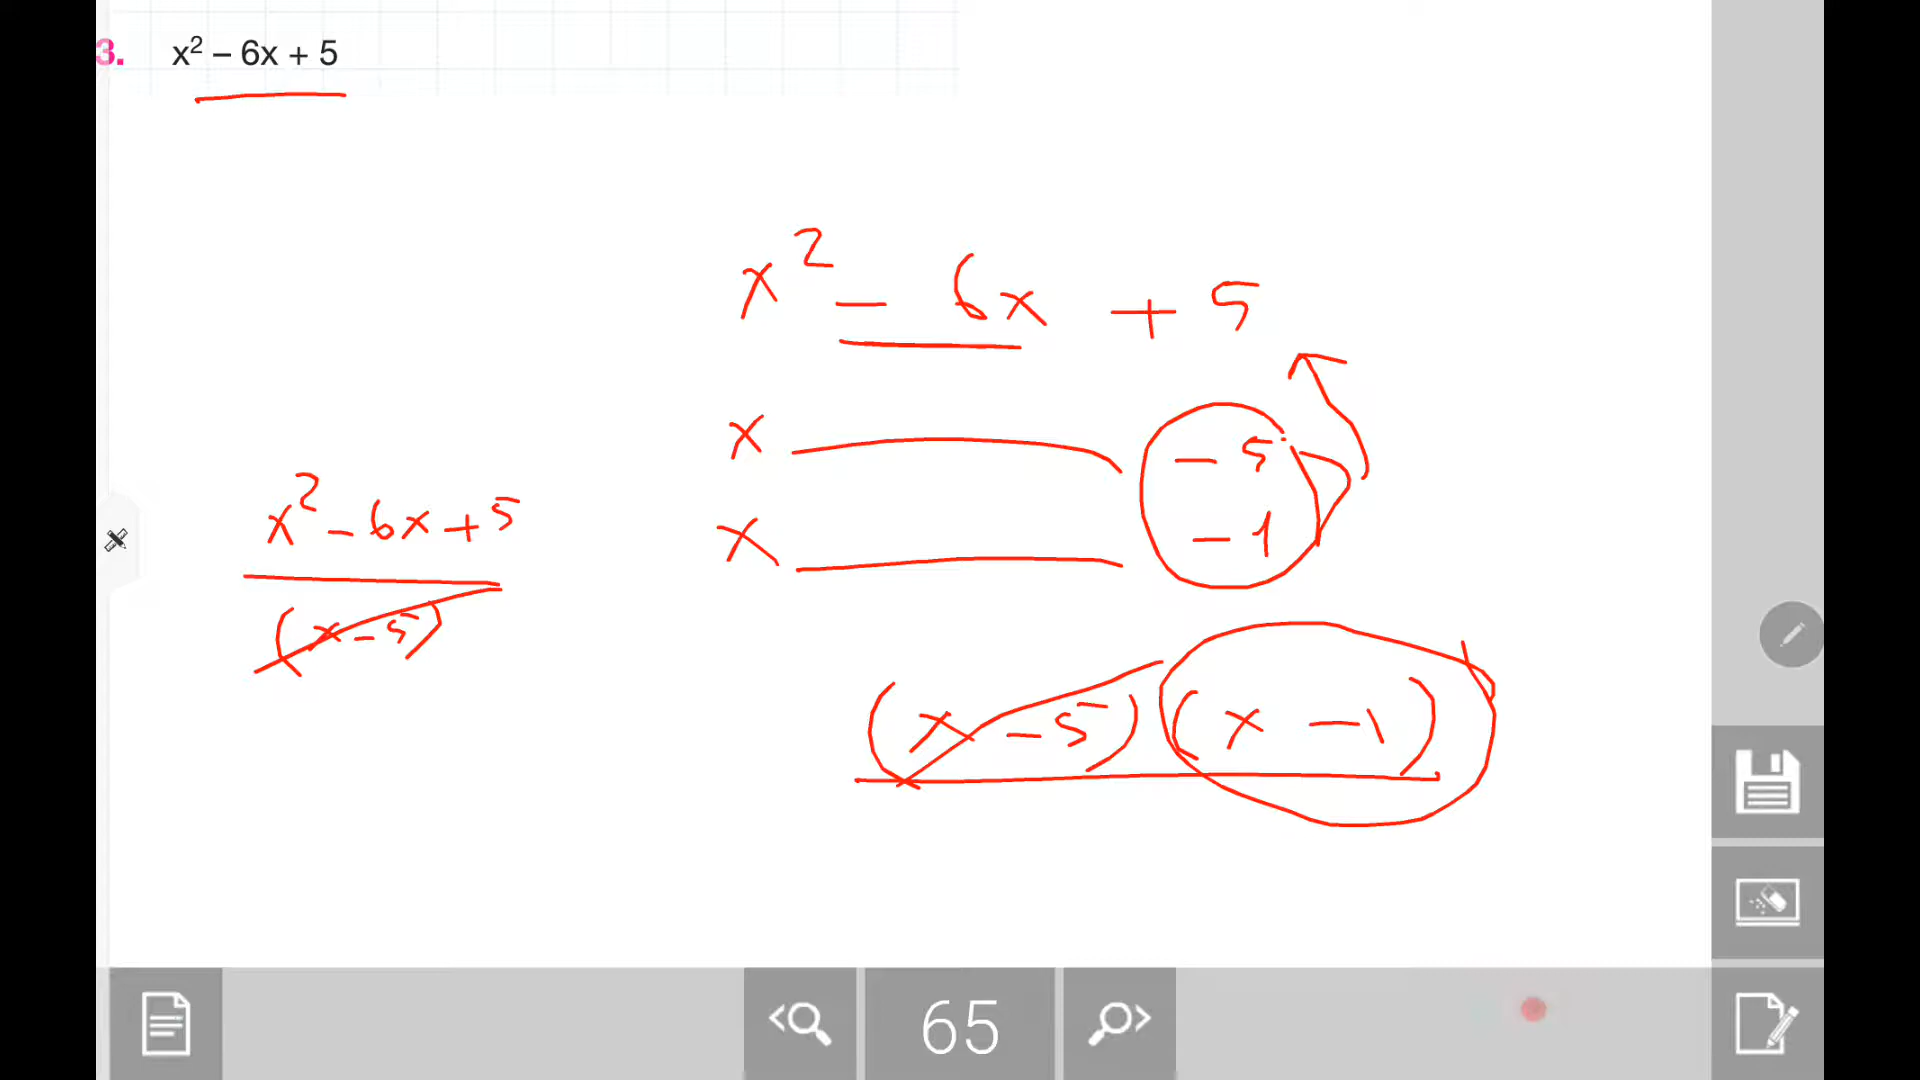 3. x² – 6x + 5
x² – 6x + 5
x – 5
x – 1
x² – 6x + 5
(x – 5)
(x – 5) (x – 1)
65